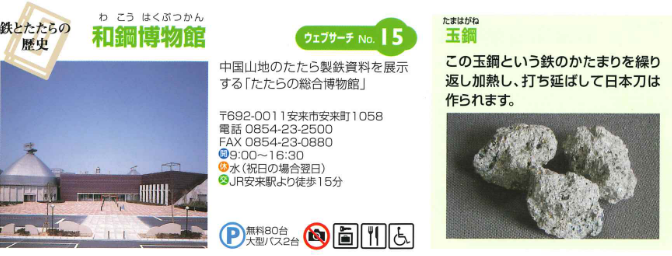 鉄とたたらの
歴史
わ こう はくぶつかん
和鋼博物館
ウェブサーチ No. 15
中国山地のたたら製鉄資料を展示
する「たたらの総合博物館」
〒692-0011安来市安来町1058
電話 0854-23-2500
FAX 0854-23-0880
開9:00〜16:30
休水(祝日の場合翌日)
交JR安来駅より徒歩15分
P 無料80台
大型バス2台
たまはがね
玉鋼
この玉鋼という鉄のかたまりを繰り
返し加熱し、打ち延ばして日本刀は
作られます。